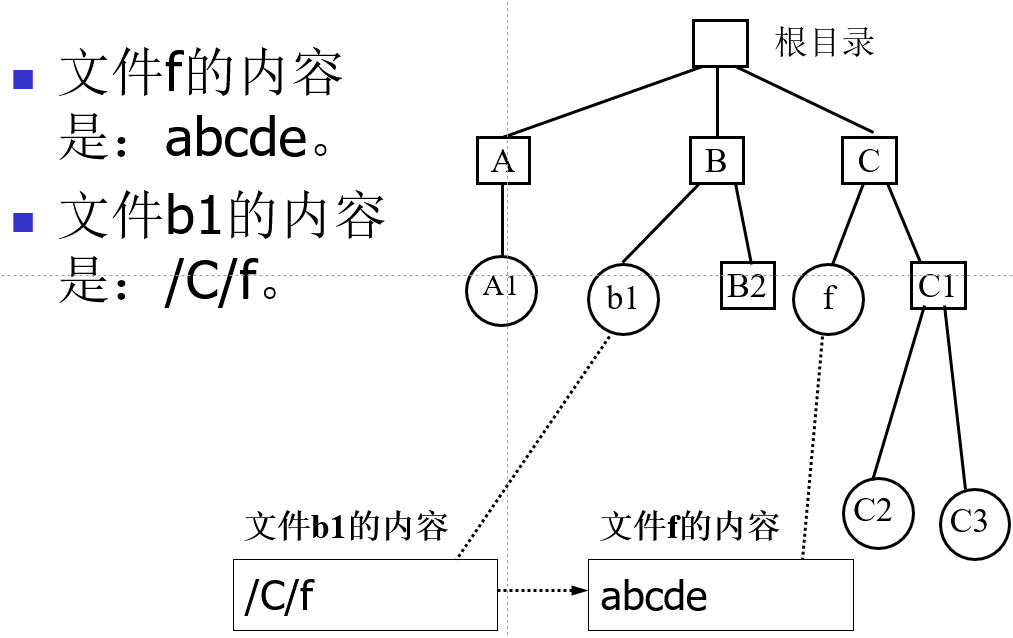 文件f的内容
是：abcde。
文件b1的内容
是：/C/f。
根目录
A
B
C
A1
b1
B2
f
C1
C2
C3
文件b1的内容
文件f的内容
/C/f
abcde